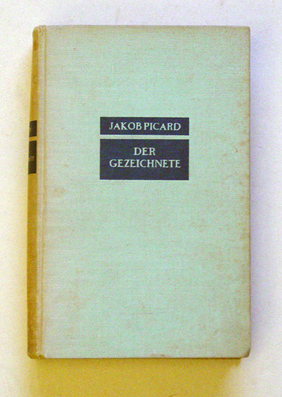 JAKOB PICARD
DER
GEZEICHNETE